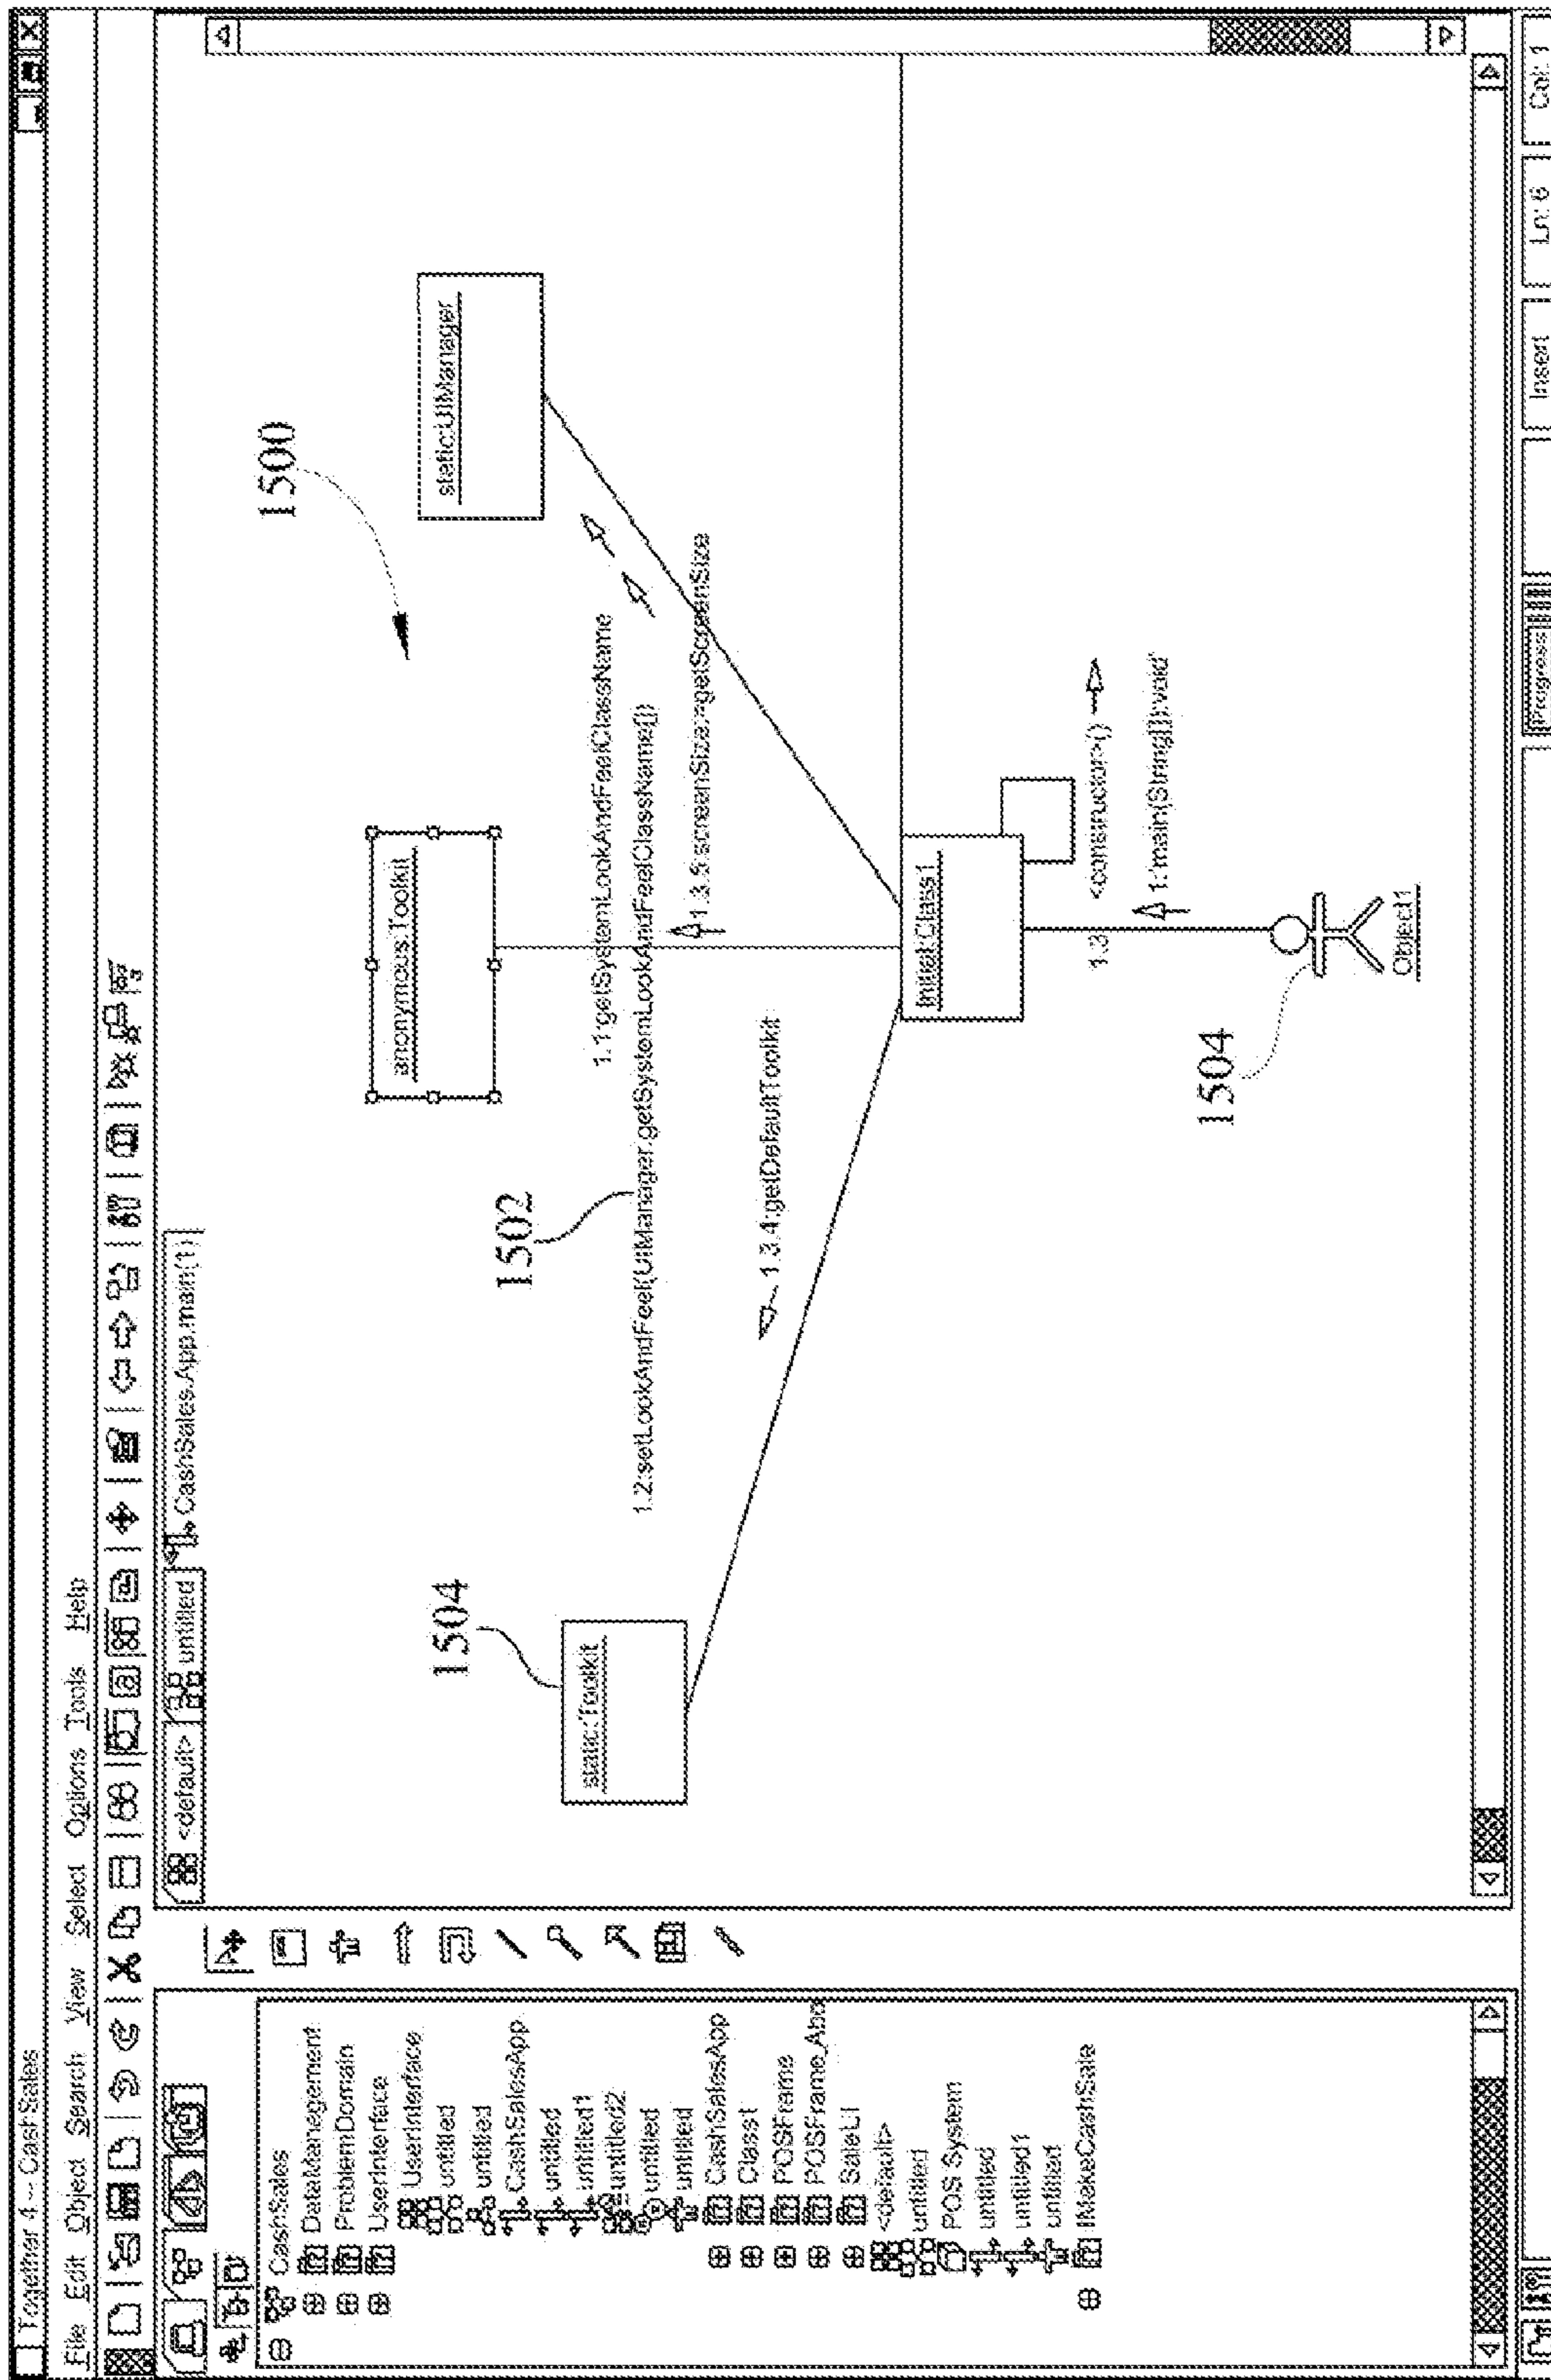 Together 4 -- CashSales
File Edit Object Search View Select Options Tools Help
<default>
untitled
CashSales.App.main(1)
CashSales
DataManagement
ProblemDomain
UserInterface
UserInterface
untitled
untitled
CashSalesApp
untitled
untitled1
untitled2
untitled
untitled
CashSalesApp
Class1
POSFrame
POSFrame_Abo
SaleUI
<default>
untitled
POS System
untitled
untitled1
untitled
IMakeCashSale
1500
anonymous:Toolkit
static:UIManager
1504
static:Toolkit
1502
1.1:getSystemLookAndFeelClassName
1.2:setLookAndFeel(UIManager.getSystemLookAndFeelClassName())
1.3.5:screenSize:=getScreenSize
1.3.4:getDefaultToolkit
Initial:Class1
1.3 <constructor>()
1:'main(String[]):void'
1504
Object1
Progress
Insert
Ln: 6
Col: 1